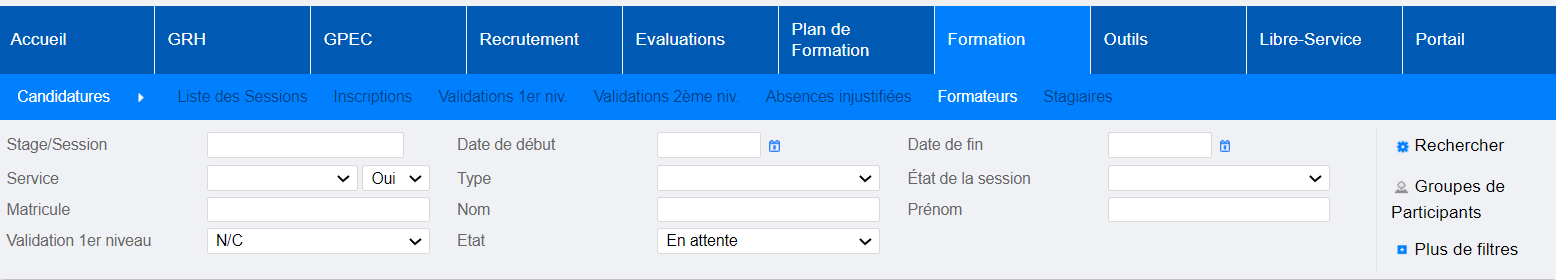 Accueil GRH GPEC Recrutement Evaluations Plan de Formation Formation Outils Libre-Service Portail
Candidatures Liste des Sessions Inscriptions Validations 1er niv. Validations 2ème niv. Absences injustifiées Formateurs Stagiaires
Stage/Session Date de début Date de fin Rechercher
Service Oui Type État de la session Groupes de Participants
Matricule Nom Prénom
Validation 1er niveau N/C Etat En attente Plus de filtres